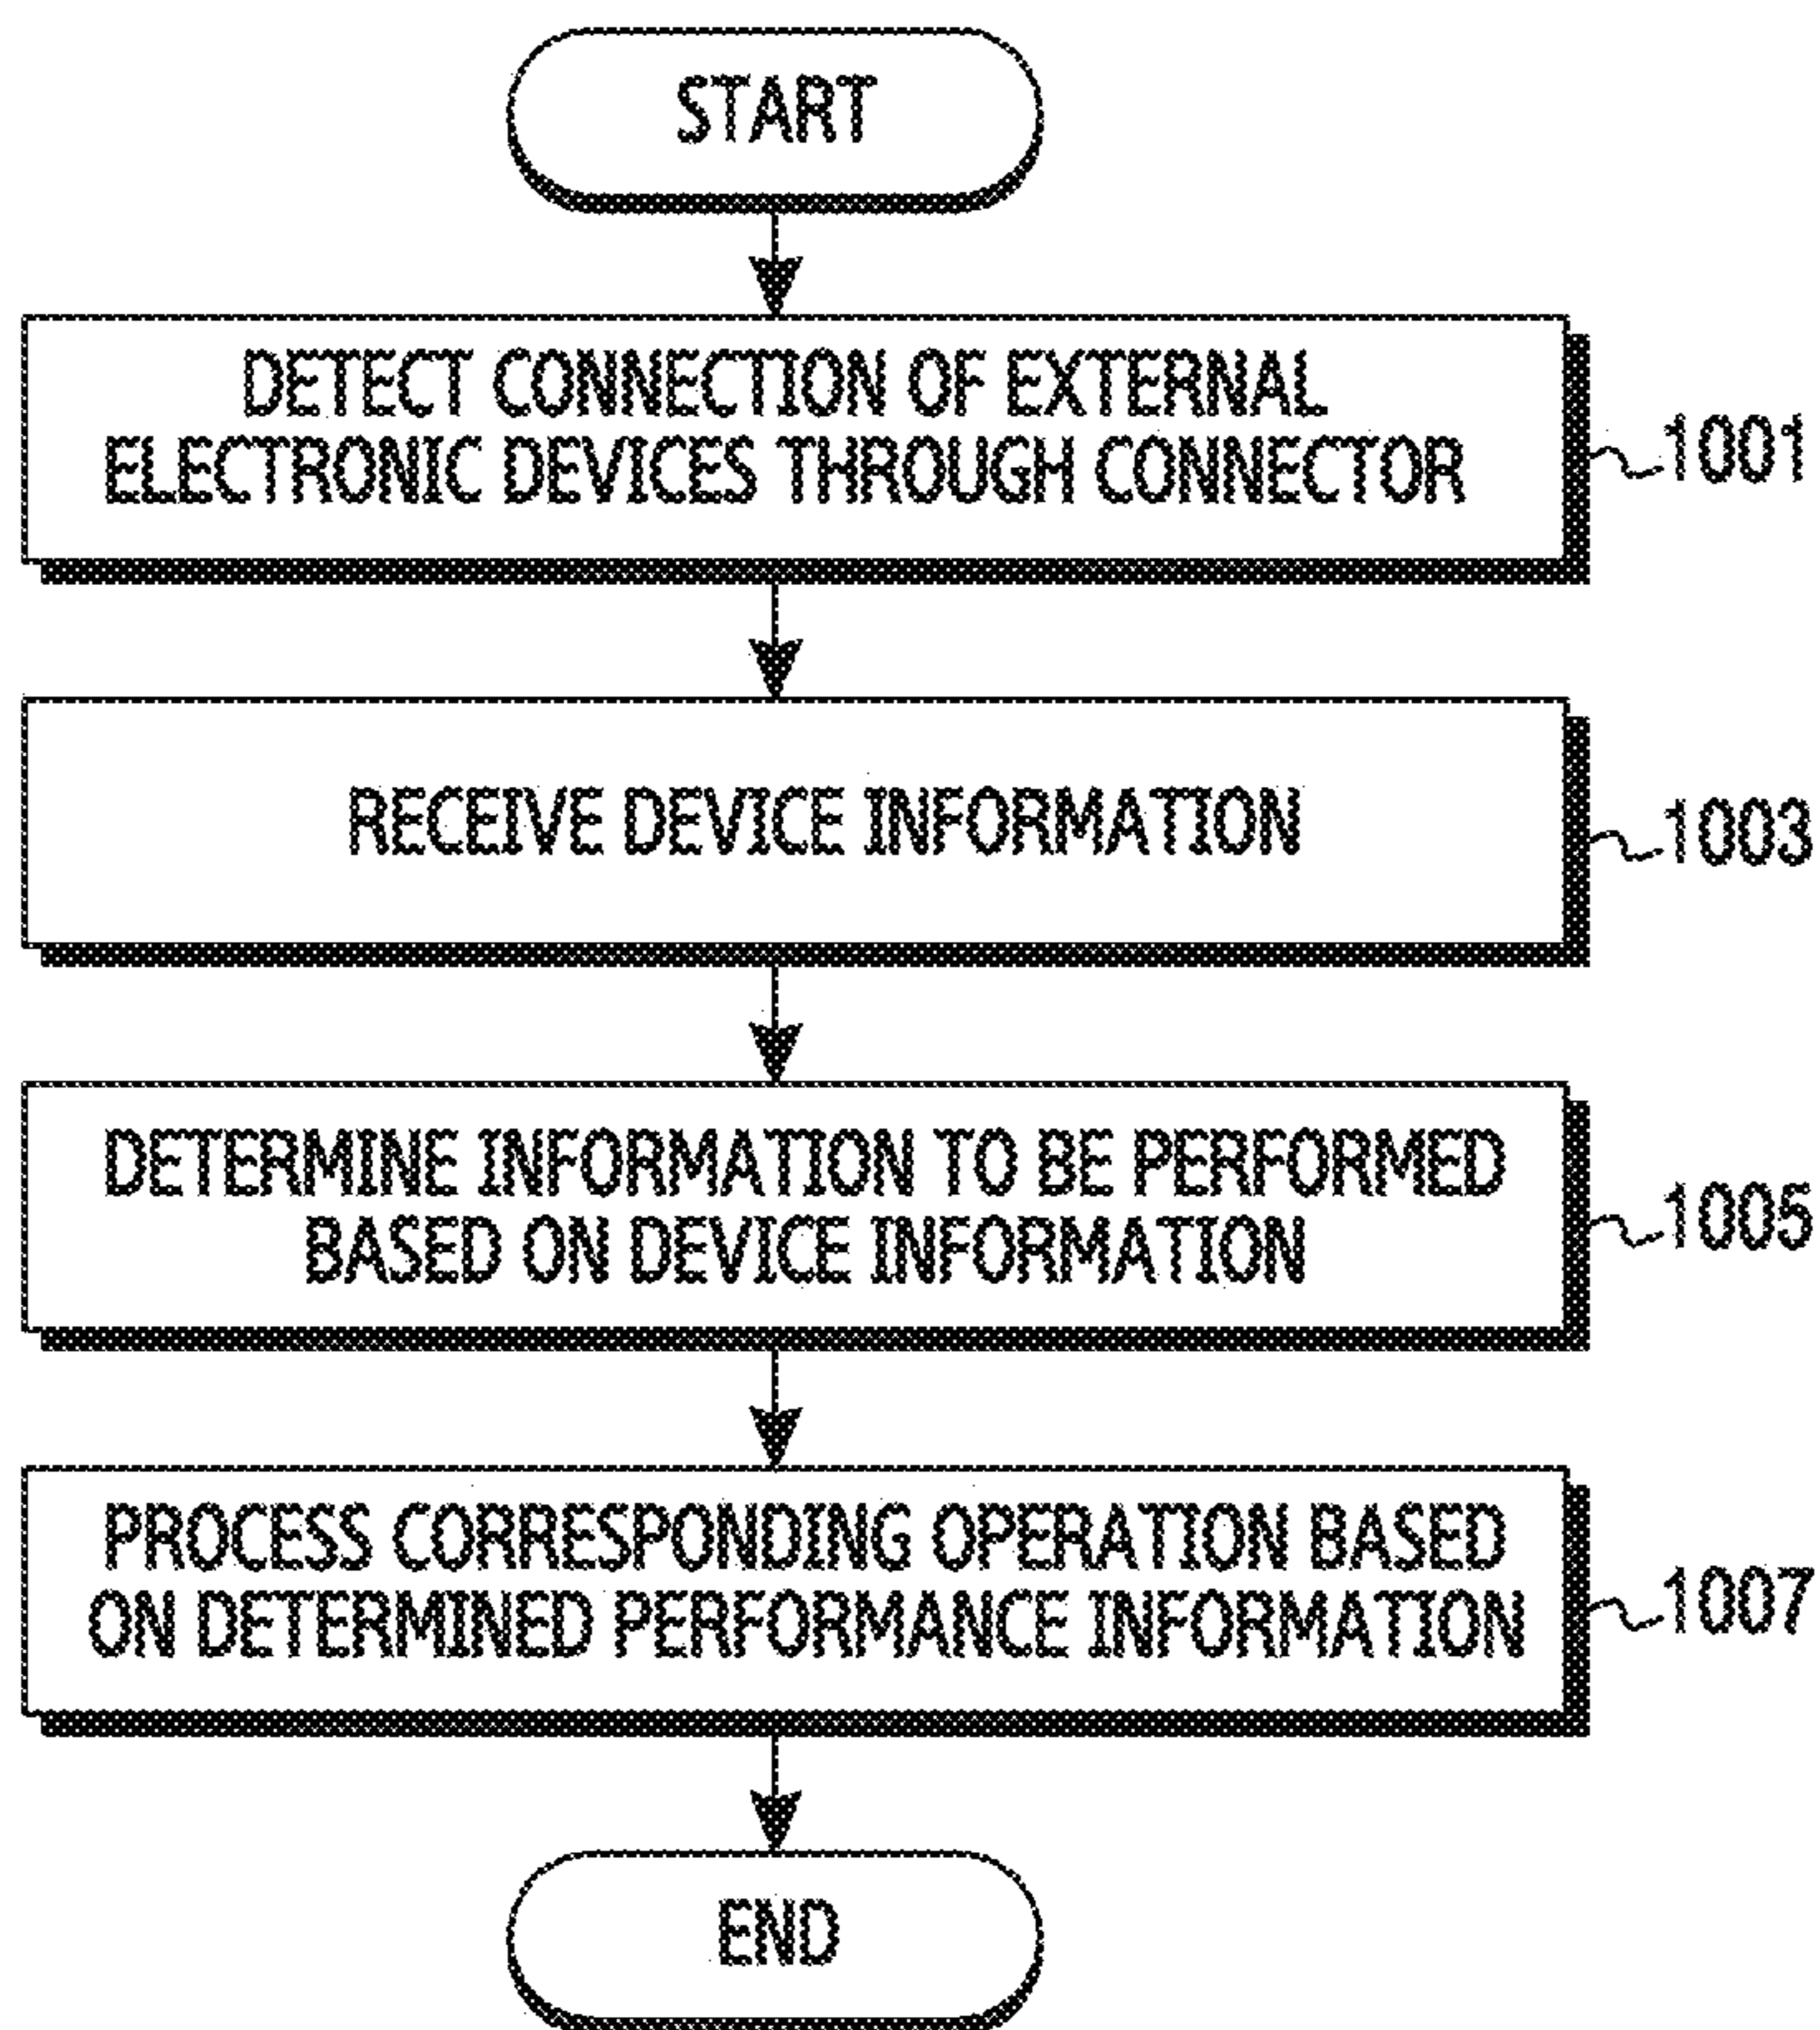 START
DETECT CONNECTION OF EXTERNAL
ELECTRONIC DEVICES THROUGH CONNECTOR
1001
RECEIVE DEVICE INFORMATION
1003
DETERMINE INFORMATION TO BE PERFORMED
BASED ON DEVICE INFORMATION
1005
PROCESS CORRESPONDING OPERATION BASED
ON DETERMINED PERFORMANCE INFORMATION
1007
END